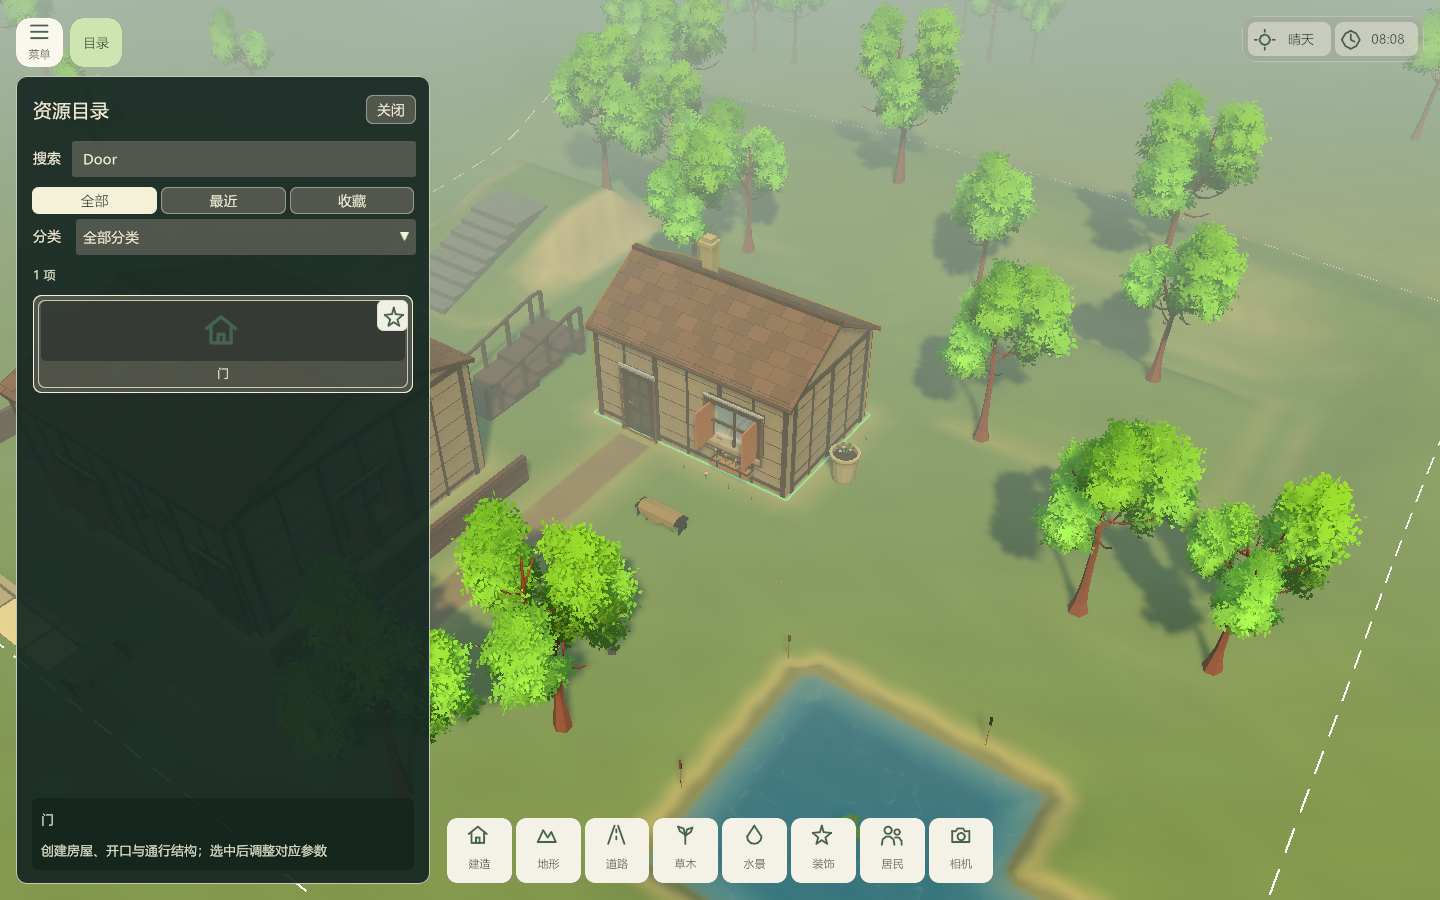 菜单
目录
晴天
08:08
资源目录
关闭
搜索
Door
全部
最近
收藏
分类
全部分类
1 项
门
门
创建房屋、开口与通行结构；选中后调整对应参数
建造
地形
道路
草木
水景
装饰
居民
相机